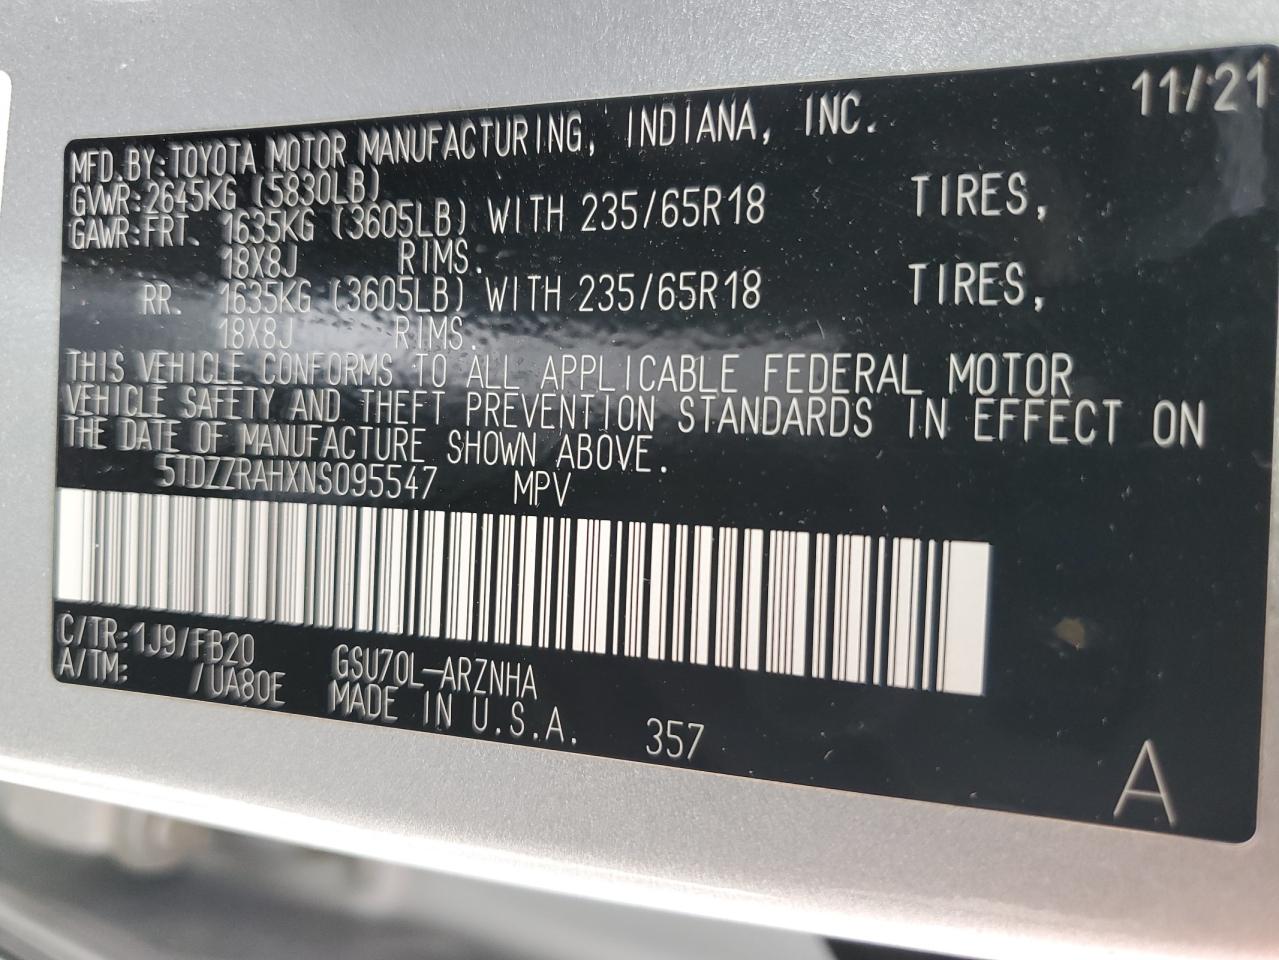 11/21
MFD.BY:TOYOTA MOTOR MANUFACTURING, INDIANA, INC.
GVWR:2645KG (5830LB)
GAWR:FRT. 1635KG (3605LB) WITH 235/65R18 TIRES,
18X8J RIMS.
RR. 1635KG (3605LB) WITH 235/65R18 TIRES,
18X8J RIMS.
THIS VEHICLE CONFORMS TO ALL APPLICABLE FEDERAL MOTOR
VEHICLE SAFETY AND THEFT PREVENTION STANDARDS IN EFFECT ON
THE DATE OF MANUFACTURE SHOWN ABOVE.
5TDZZRAHXNS095547 MPV
C/TR:1J9/FB20 GSU70L-ARZNHA
A/TM: /UA80E MADE IN U.S.A. 357
A